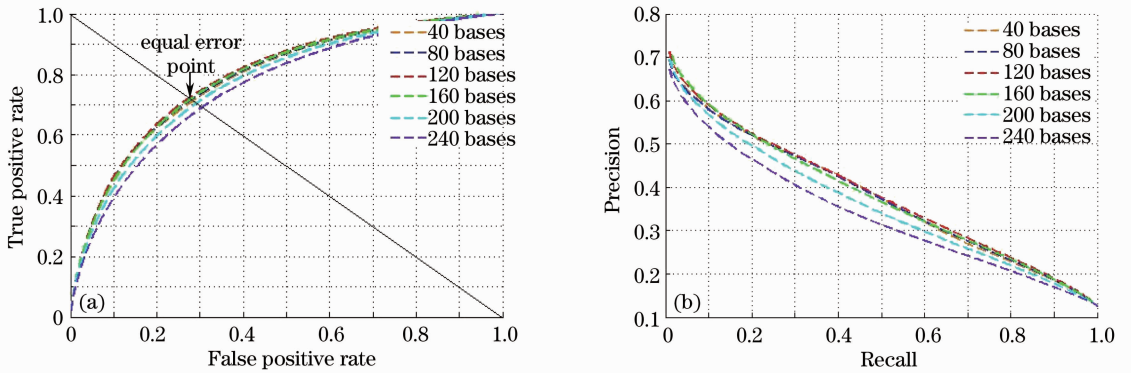 1.0
0.8
0.6
0.4
0.2
0
True positive rate
equal error
point
40 bases
80 bases
120 bases
160 bases
200 bases
240 bases
(a)
0 0.2 0.4 0.6 0.8 1.0
False positive rate
0.8
0.7
0.6
0.5
0.4
0.3
0.2
0.1
Precision
40 bases
80 bases
120 bases
160 bases
200 bases
240 bases
(b)
0 0.2 0.4 0.6 0.8 1.0
Recall